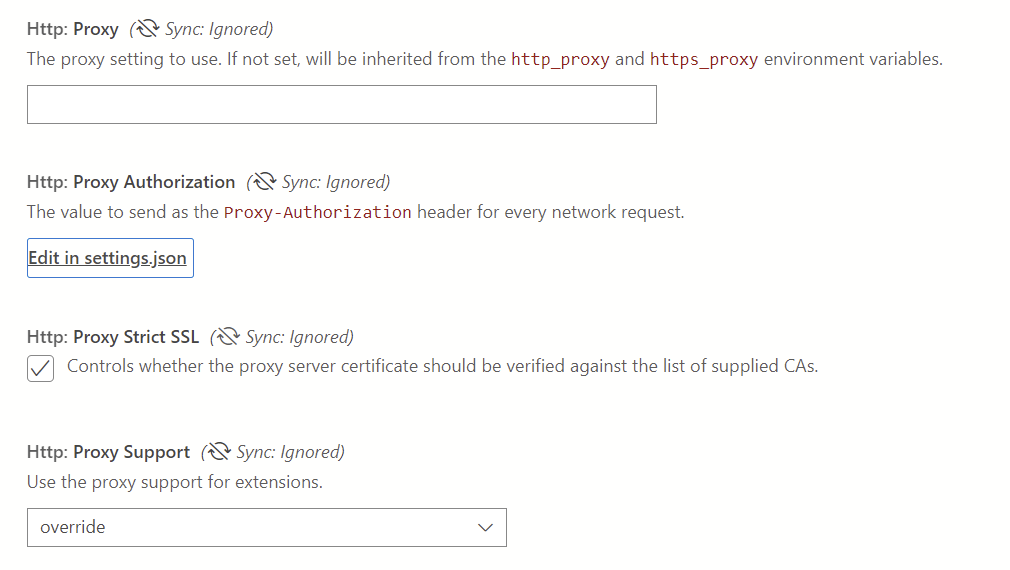 Http: Proxy (Sync: Ignored)
The proxy setting to use. If not set, will be inherited from the http_proxy and https_proxy environment variables.
Http: Proxy Authorization (Sync: Ignored)
The value to send as the Proxy-Authorization header for every network request.
Edit in settings.json
Http: Proxy Strict SSL (Sync: Ignored)
Controls whether the proxy server certificate should be verified against the list of supplied CAs.
Http: Proxy Support (Sync: Ignored)
Use the proxy support for extensions.
override